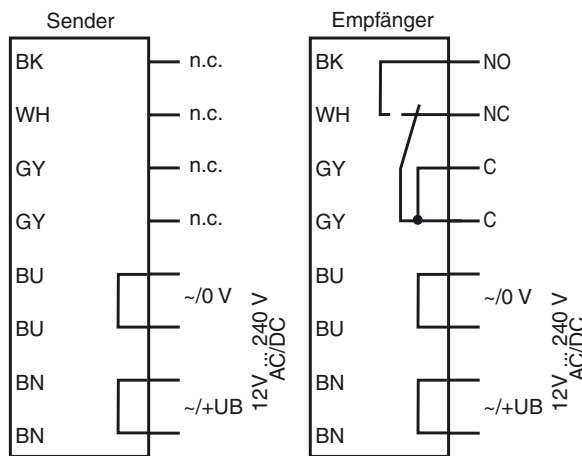 Sender
BK n.c.
WH n.c.
GY n.c.
GY n.c.
BU
~/0 V
BU
BN
~/+UB
BN
12V ... 240 V
AC/DC
Empfänger
BK NO
WH NC
GY C
GY C
BU
~/0 V
BU
BN
~/+UB
BN
12V ... 240 V
AC/DC